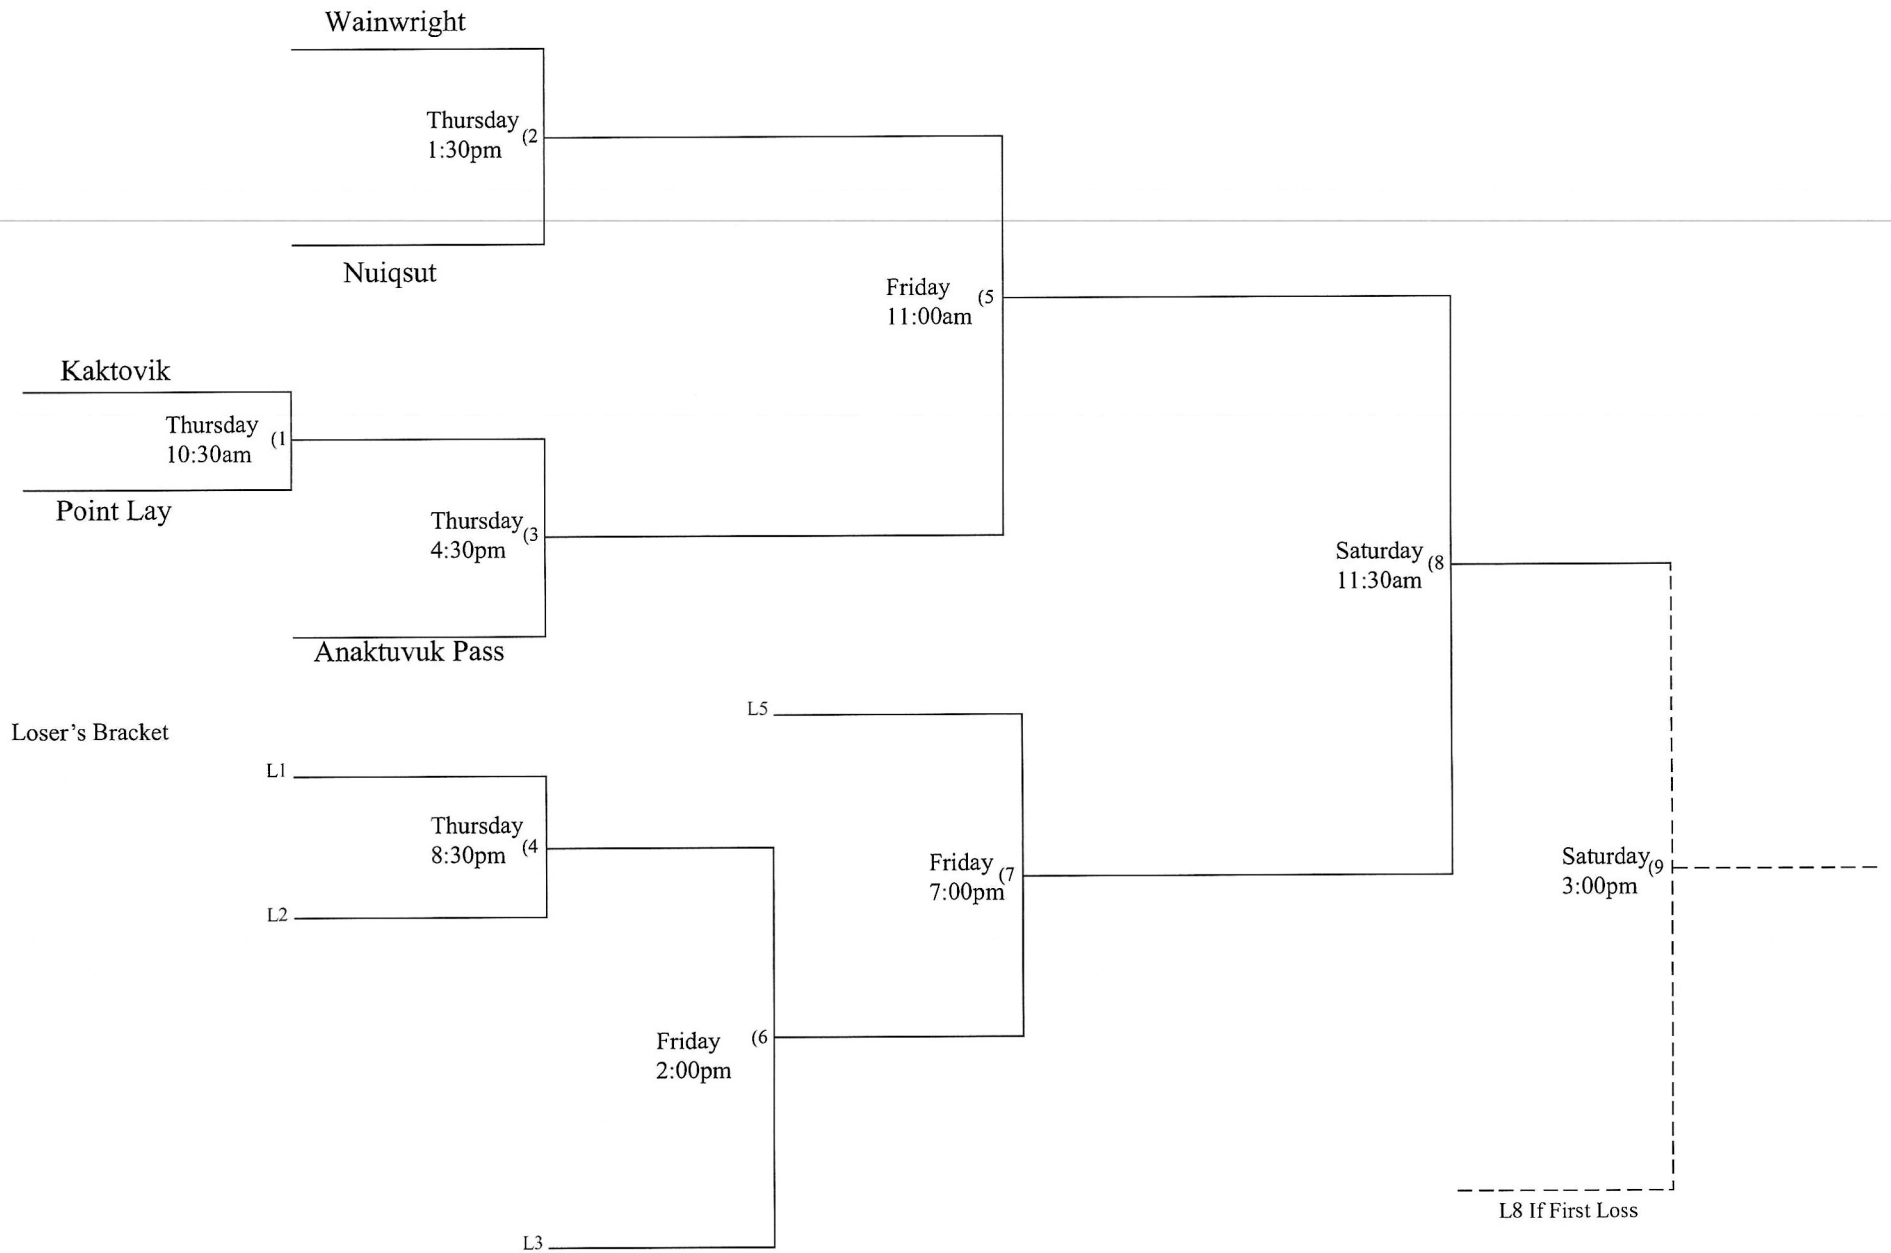 Wainwright
Thursday
1:30pm
(2
Nuiqsut
Friday
11:00am
(5
Kaktovik
Thursday
10:30am
(1
Point Lay
Thursday
4:30pm
(3
Anaktuvuk Pass
Saturday
11:30am
(8
Loser's Bracket
L5
L1
Thursday
8:30pm
(4
L2
Friday
7:00pm
(7
Saturday
3:00pm
(9
Friday
2:00pm
(6
L3
L8 If First Loss